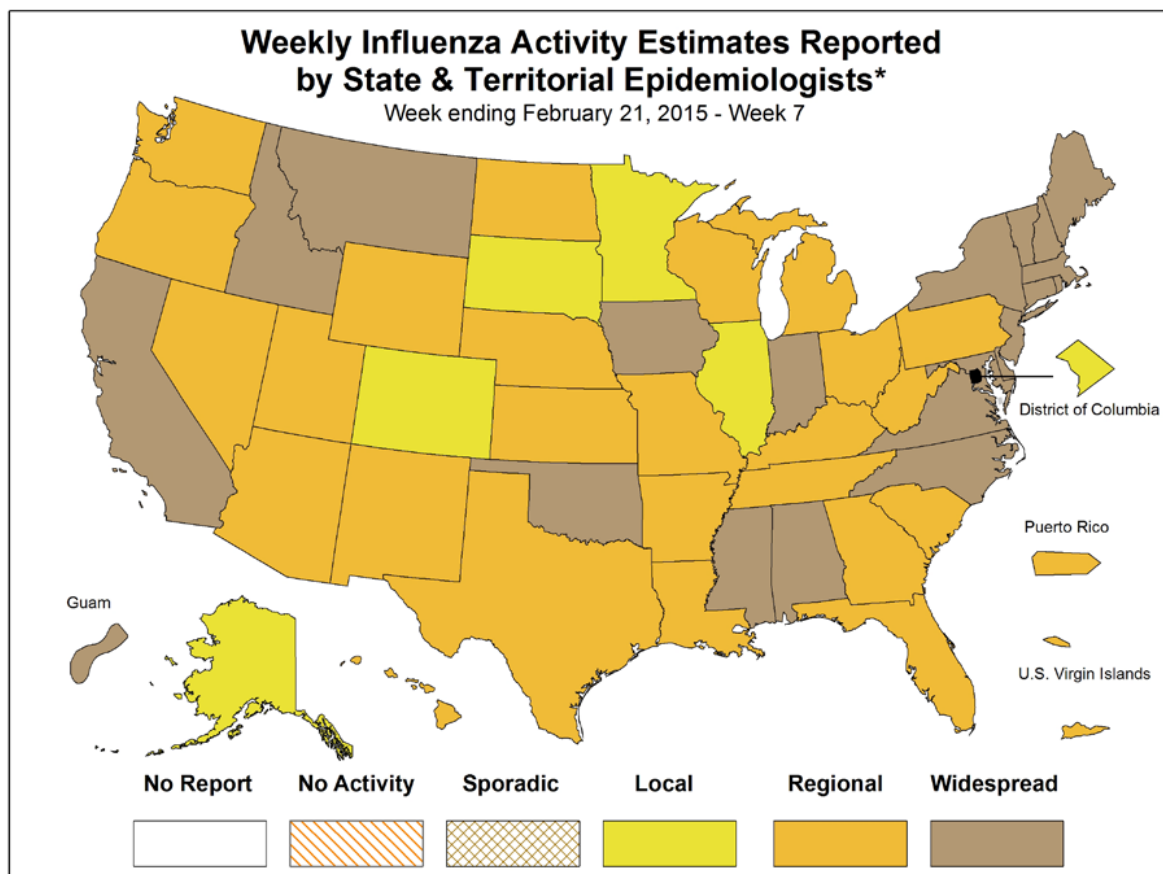 Weekly Influenza Activity Estimates Reported
by State & Territorial Epidemiologists*
Week ending February 21, 2015 - Week 7
District of Columbia
Puerto Rico
Guam
U.S. Virgin Islands
No Report
No Activity
Sporadic
Local
Regional
Widespread